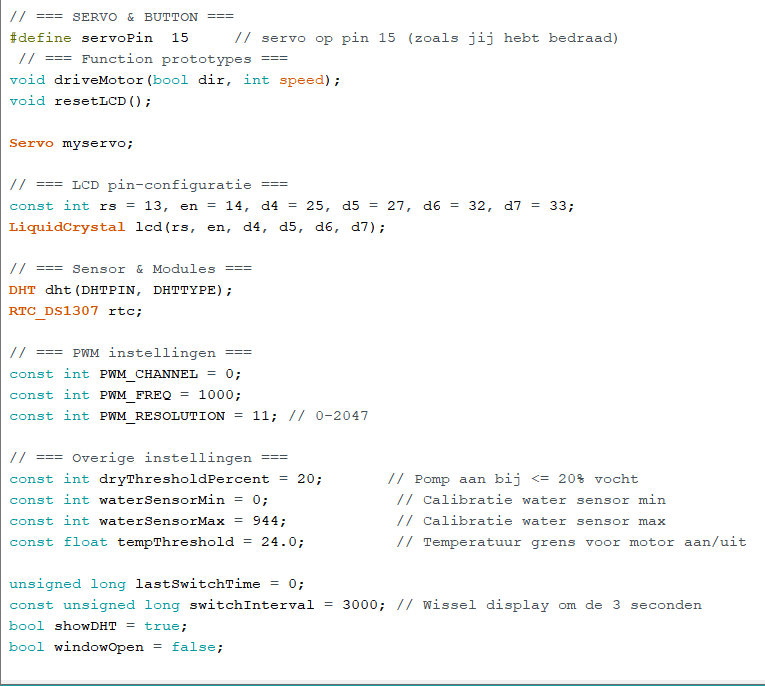 // === SERVO & BUTTON ===
#define servoPin  15     // servo op pin 15 (zoals jij hebt bedraad)
 // === Function prototypes ===
void driveMotor(bool dir, int speed);
void resetLCD();

Servo myservo;

// === LCD pin-configuratie ===
const int rs = 13, en = 14, d4 = 25, d5 = 27, d6 = 32, d7 = 33;
LiquidCrystal lcd(rs, en, d4, d5, d6, d7);

// === Sensor & Modules ===
DHT dht(DHTPIN, DHTTYPE);
RTC_DS1307 rtc;

// === PWM instellingen ===
const int PWM_CHANNEL = 0;
const int PWM_FREQ = 1000;
const int PWM_RESOLUTION = 11; // 0-2047

// === Overige instellingen ===
const int dryThresholdPercent = 20;       // Pomp aan bij <= 20% vocht
const int waterSensorMin = 0;              // Calibratie water sensor min
const int waterSensorMax = 944;            // Calibratie water sensor max
const float tempThreshold = 24.0;          // Temperatuur grens voor motor aan/uit

unsigned long lastSwitchTime = 0;
const unsigned long switchInterval = 3000; // Wissel display om de 3 seconden
bool showDHT = true;
bool windowOpen = false;